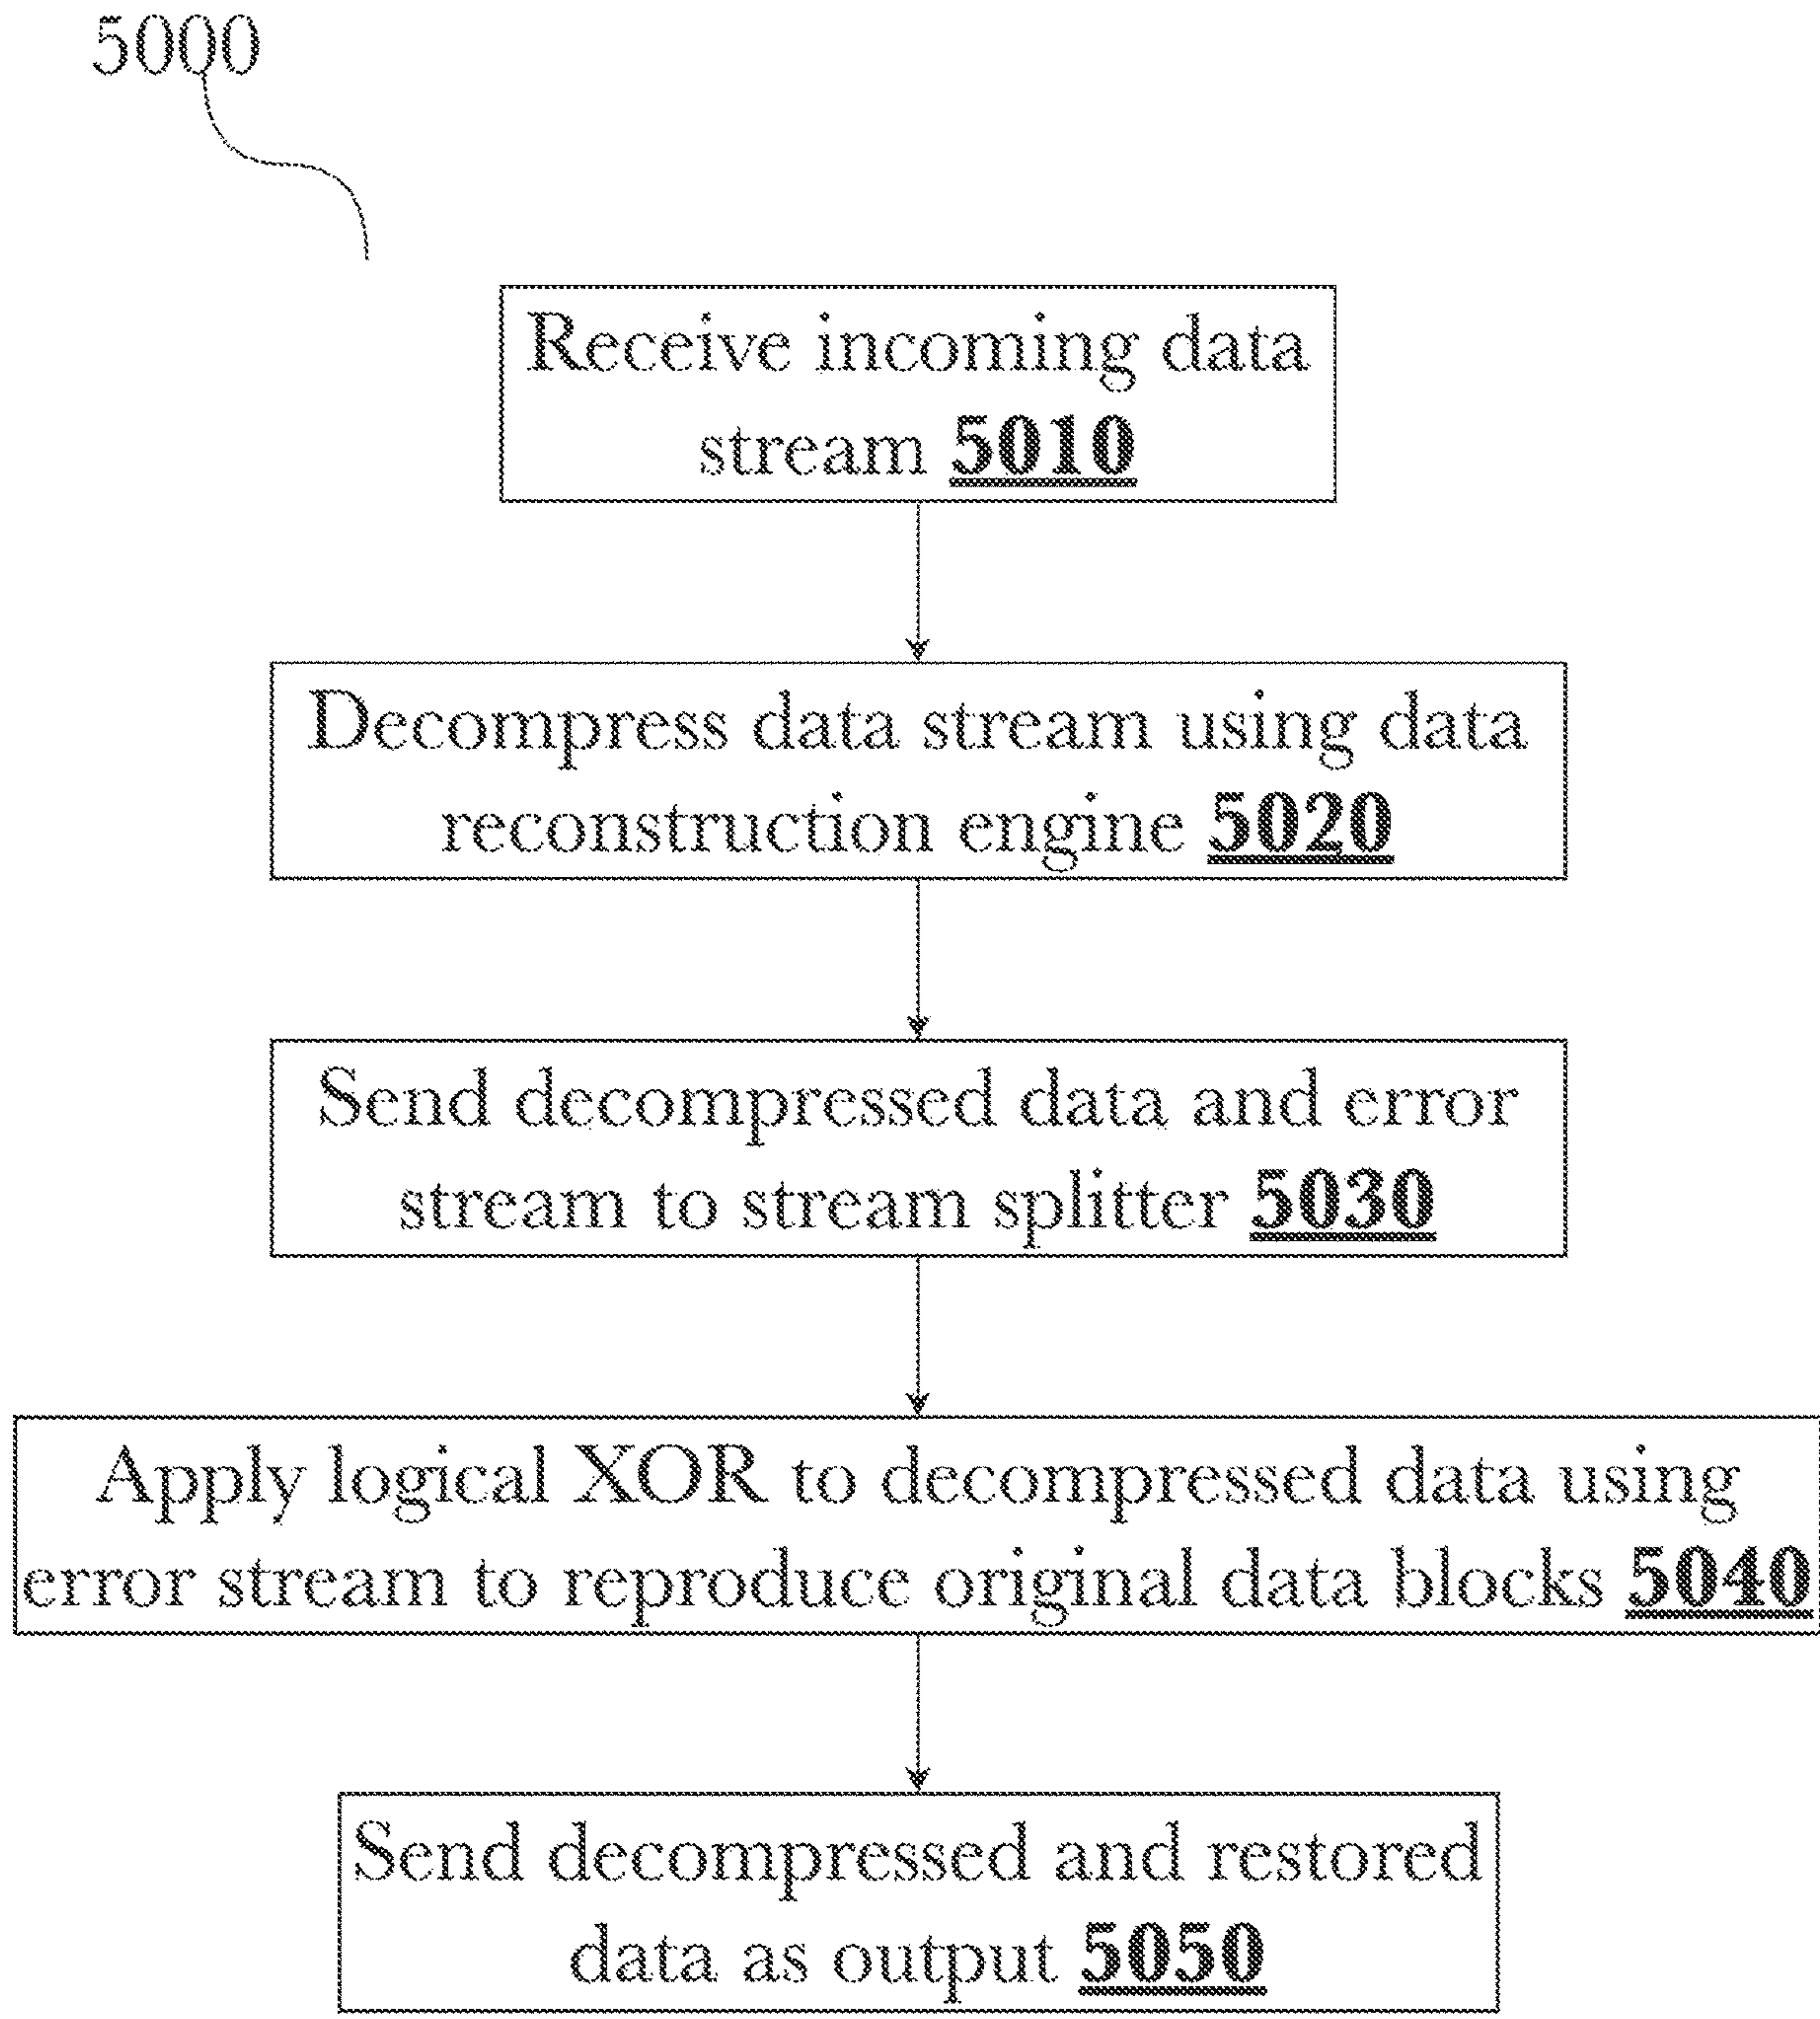 5000
Receive incoming data
stream 5010
Decompress data stream using data
reconstruction engine 5020
Send decompressed data and error
stream to stream splitter 5030
Apply logical XOR to decompressed data using
error stream to reproduce original data blocks 5040
Send decompressed and restored
data as output 5050